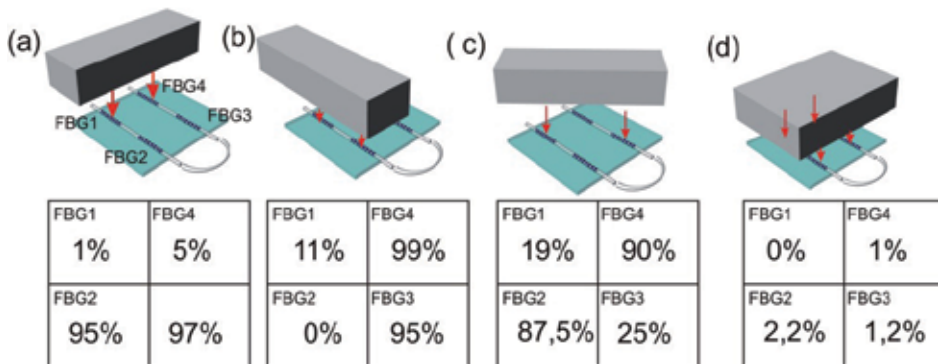 (a)
(b)
( c)
(d)
FBG4
FBG1
FBG3
FBG2
FBG1 FBG4
1% 5%
FBG2
95% 97%
FBG1 FBG4
11% 99%
FBG2 FBG3
0% 95%
FBG1 FBG4
19% 90%
FBG2 FBG3
87,5% 25%
FBG1 FBG4
0% 1%
FBG2 FBG3
2,2% 1,2%